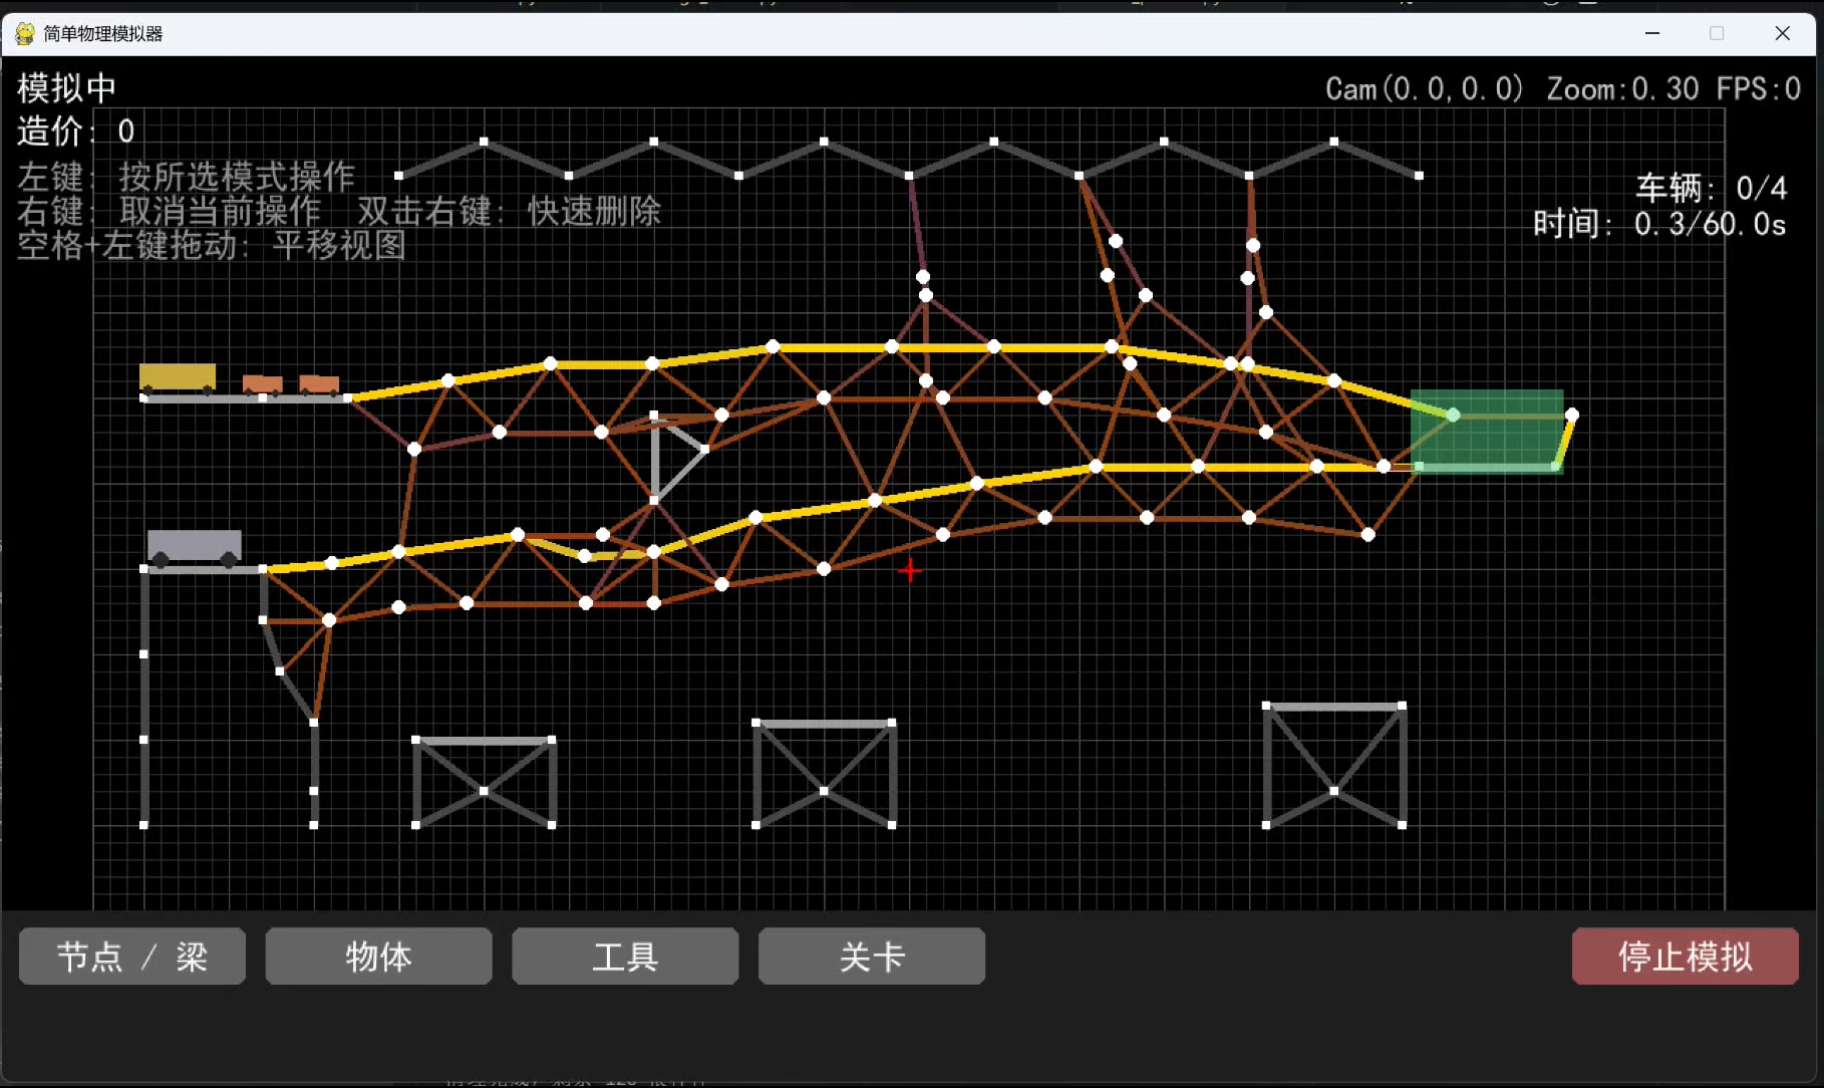 简单物理模拟器
模拟中
Cam(0.0,0.0) Zoom:0.30 FPS:0
造价: 0
左键: 按所选模式操作
右键: 取消当前操作 双击右键: 快速删除
空格+左键拖动: 平移视图
车辆: 0/4
时间: 0.3/60.0s
节点 / 梁
物体
工具
关卡
停止模拟